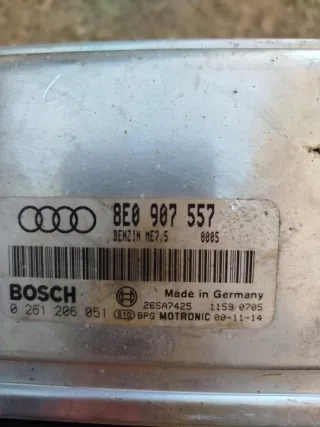 8E0 907 557
BENZIN ME7.5 0005
BOSCH Made in Germany
26SA7425 1159 0705
0 261 206 051 610 BPG MOTRONIC 00-11-14